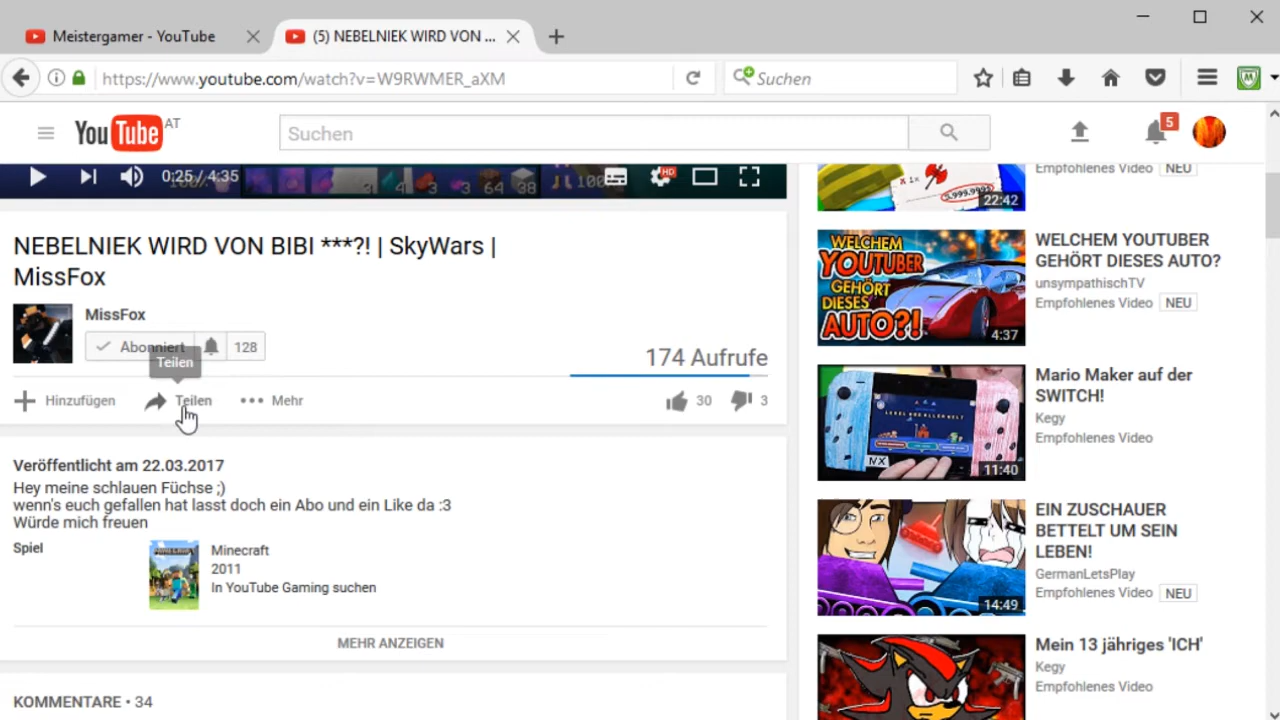 Meistergamer - YouTube
(5) NEBELNIEK WIRD VON ...
https://www.youtube.com/watch?v=W9RWMER_aXM
Suchen
YouTube AT
Suchen
5
0:25 / 4:35
64
38
100
HD
NEBELNIEK WIRD VON BIBI ***?! | SkyWars |
MissFox
MissFox
Abonniert
128
Teilen
174 Aufrufe
Hinzufügen
Teilen
Mehr
30
3
Veröffentlicht am 22.03.2017
Hey meine schlauen Füchse ;)
wenn's euch gefallen hat lasst doch ein Abo und ein Like da :3
Würde mich freuen
Spiel
Minecraft
2011
In YouTube Gaming suchen
MEHR ANZEIGEN
KOMMENTARE • 34
22:42
Empfohlenes Video NEU
WELCHEM
YOUTUBER
GEHÖRT
DIESES
AUTO?!
4:37
WELCHEM YOUTUBER
GEHÖRT DIESES AUTO?
unsympathischTV
Empfohlenes Video NEU
NX
11:40
Mario Maker auf der
SWITCH!
Kegy
Empfohlenes Video
14:49
EIN ZUSCHAUER
BETTELT UM SEIN
LEBEN!
GermanLetsPlay
Empfohlenes Video NEU
Mein 13 jähriges 'ICH'
Kegy
Empfohlenes Video